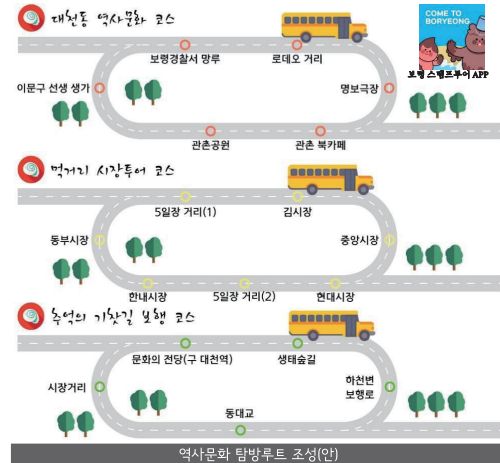 대천동 역사문화 코스
COME TO
BORYEONG
보령 스탬프투어 APP
보령경찰서 망루
로데오 거리
이문구 선생 생가
명보극장
관촌공원
관촌 북카페
먹거리 시장투어 코스
5일장 거리(1)
김시장
동부시장
중앙시장
한내시장
5일장 거리(2)
현대시장
추억의 기찻길 보행 코스
문화의 전당(구 대천역)
생태숲길
시장거리
하천변
보행로
동대교
역사문화 탐방루트 조성(안)